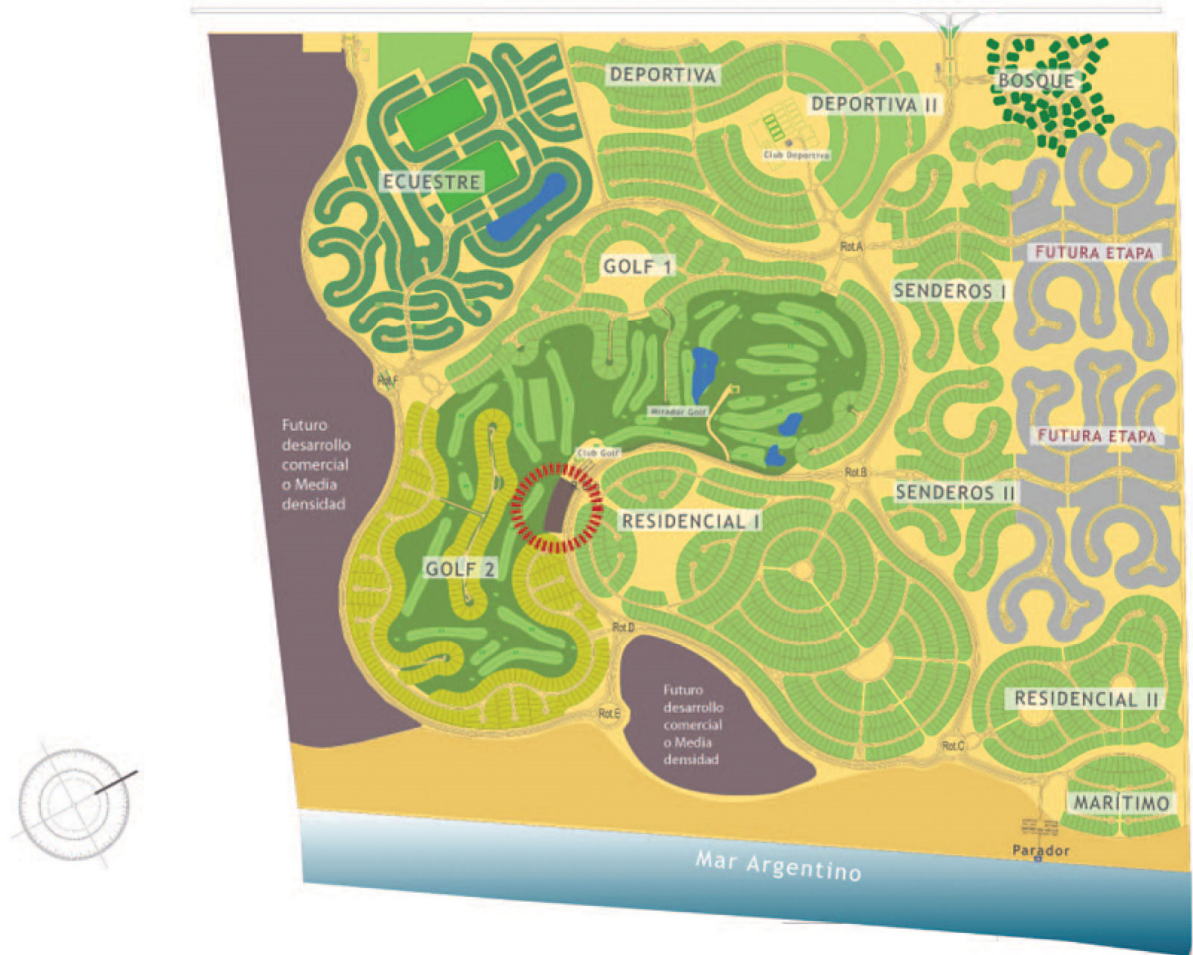 DEPORTIVA
BOSQUE
DEPORTIVA II
Club Deportiva
ECUESTRE
Rot.A
FUTURA ETAPA
GOLF 1
SENDEROS I
Rot.F
Mirador Golf
Futuro
desarrollo
comercial
o Media
densidad
FUTURA ETAPA
Club Golf
Rot.B
SENDEROS II
RESIDENCIAL I
GOLF 2
Rot.D
Futuro
desarrollo
comercial
o Media
densidad
RESIDENCIAL II
Rot.E
Rot.C
MARÍTIMO
Parador
Mar Argentino